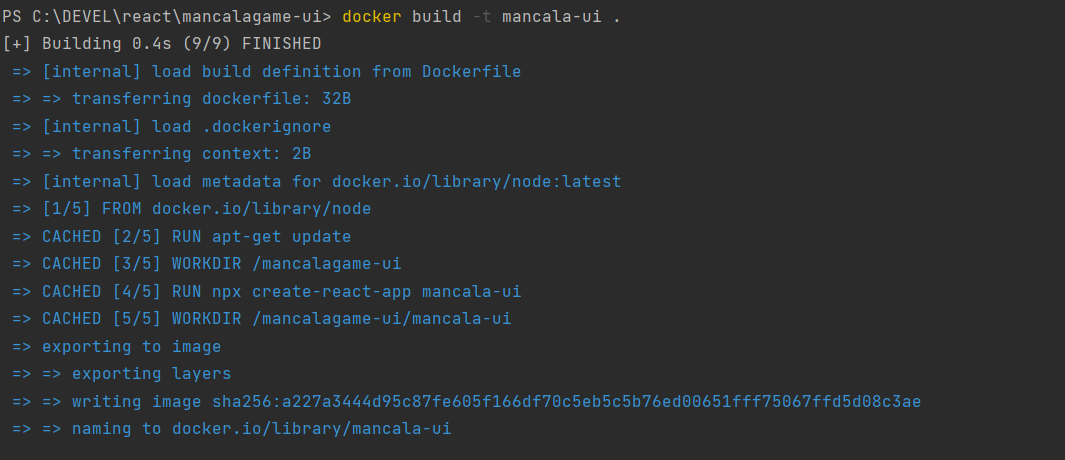 PS C:\DEVEL\react\mancalagame-ui> docker build -t mancala-ui .
[+] Building 0.4s (9/9) FINISHED
=> [internal] load build definition from Dockerfile
=> => transferring dockerfile: 32B
=> [internal] load .dockerignore
=> => transferring context: 2B
=> [internal] load metadata for docker.io/library/node:latest
=> [1/5] FROM docker.io/library/node
=> CACHED [2/5] RUN apt-get update
=> CACHED [3/5] WORKDIR /mancalagame-ui
=> CACHED [4/5] RUN npx create-react-app mancala-ui
=> CACHED [5/5] WORKDIR /mancalagame-ui/mancala-ui
=> exporting to image
=> => exporting layers
=> => writing image sha256:a227a3444d95c87fe605f166df70c5eb5c5b76ed00651fff75067ffd5d08c3ae
=> => naming to docker.io/library/mancala-ui